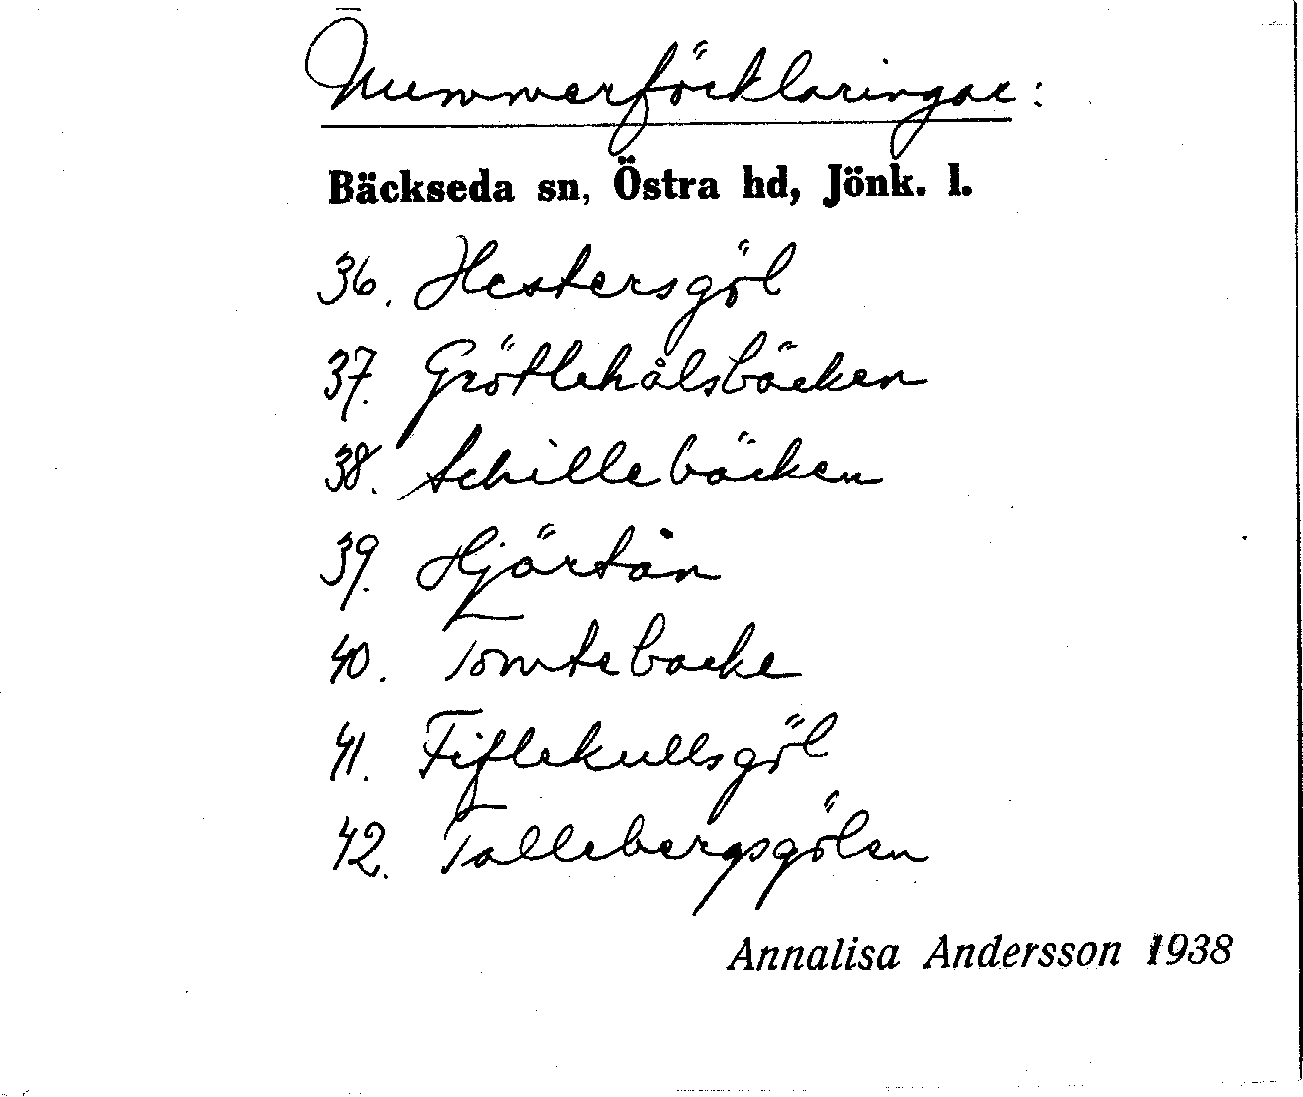 Nummerförklaringar:
Bäckseda sn, Östra hd, Jönk. l.
36. Hestersgöl
37. Grötlehålsbäcken
38. Schillebäcken
39. Hjärtån
40. Tomtebacke
41. Fiflekullsgöl
42. Tallebergsgölen
Annalisa Andersson 1938